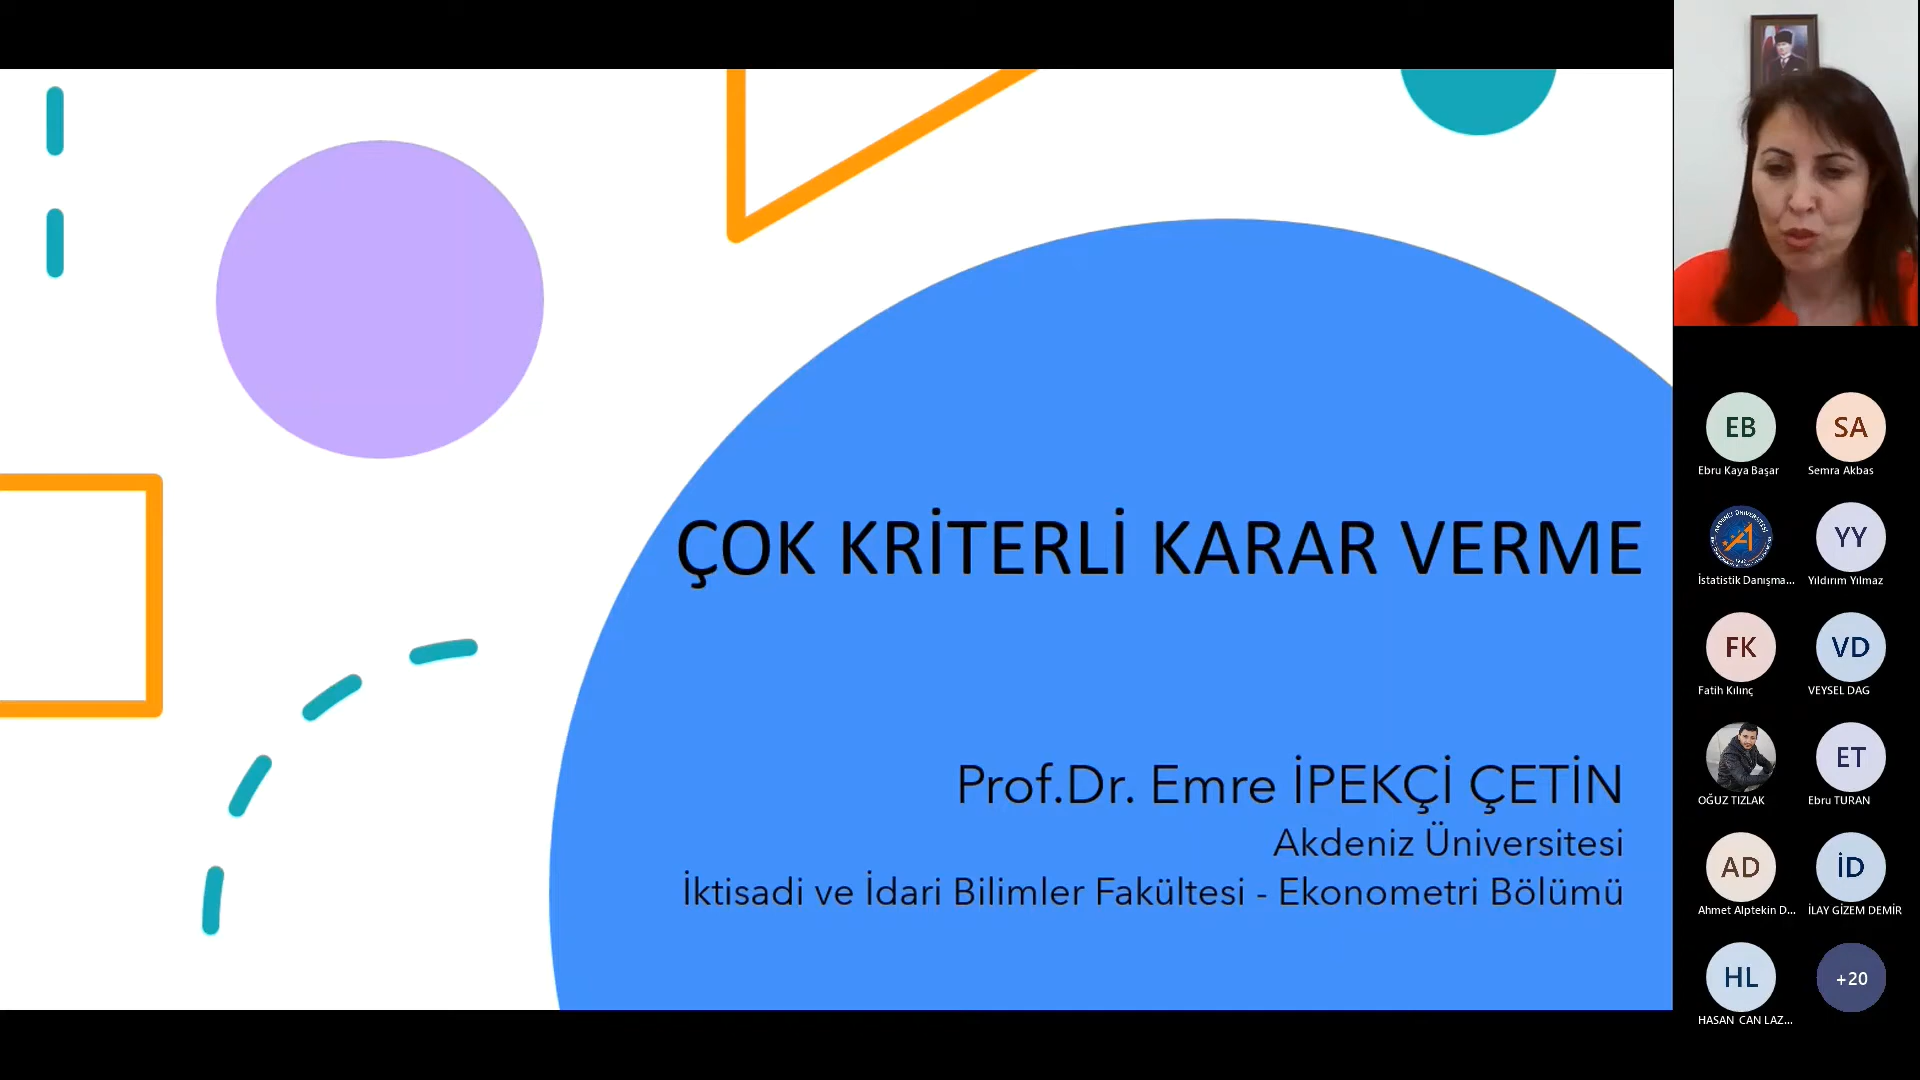 ÇOK KRİTERLİ KARAR VERME
Prof.Dr. Emre İPEKÇİ ÇETİN
Akdeniz Üniversitesi
İktisadi ve İdari Bilimler Fakültesi - Ekonometri Bölümü
EB
Ebru Kaya Başar
SA
Semra Akbas
İstatistik Danışma...
YY
Yıldırım Yılmaz
FK
Fatih Kılınç
VD
VEYSEL DAG
OĞUZ TIZLAK
ET
Ebru TURAN
AD
Ahmet Alptekin D...
İD
İLAY GİZEM DEMİR
HL
HASAN CAN LAZ...
+20